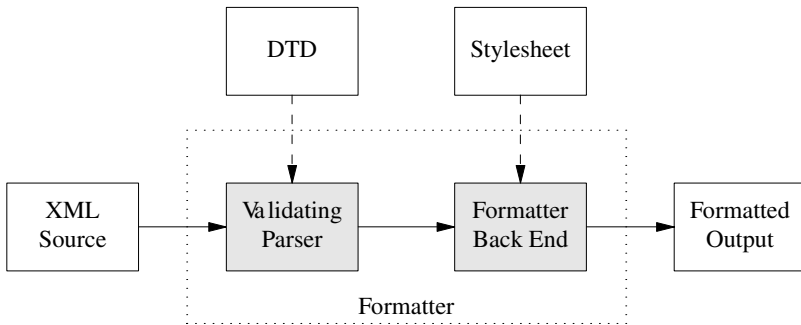 DTD
Stylesheet
XML
Source
Validating
Parser
Formatter
Back End
Formatted
Output
Formatter